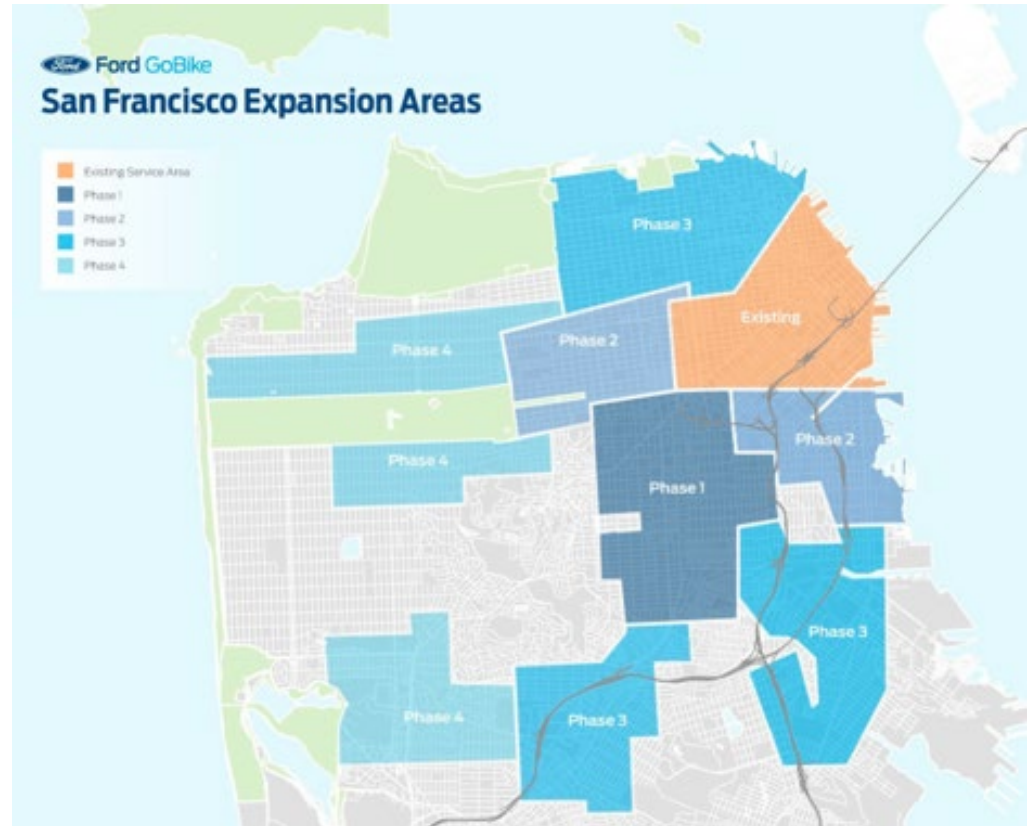 Ford Ford GoBike
San Francisco Expansion Areas
Existing Service Area
Phase 1
Phase 2
Phase 3
Phase 4
Phase 3
Existing
Phase 2
Phase 4
Phase 2
Phase 4
Phase 1
Phase 3
Phase 4
Phase 3